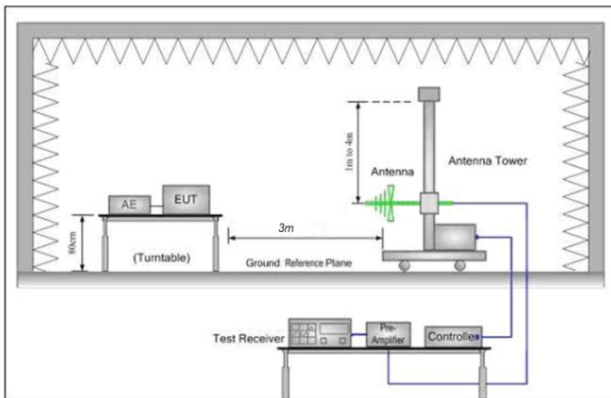 1m to 4m
Antenna
Antenna Tower
AE
EUT
80cm
(Turntable)
3m
Ground Reference Plane
Test Receiver
Pre-
Amplifier
Controller